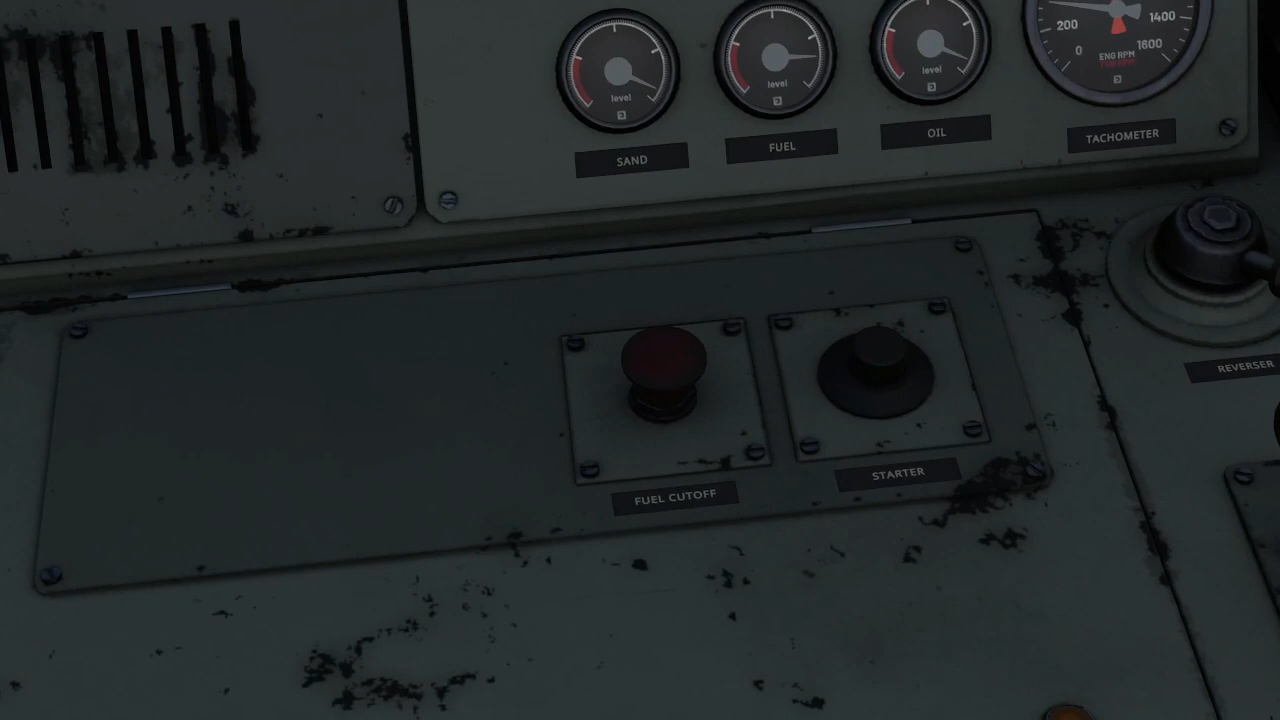 level
level
level
200
1400
0
1600
ENG RPM
SAND
FUEL
OIL
TACHOMETER
REVERSER
STARTER
FUEL CUTOFF